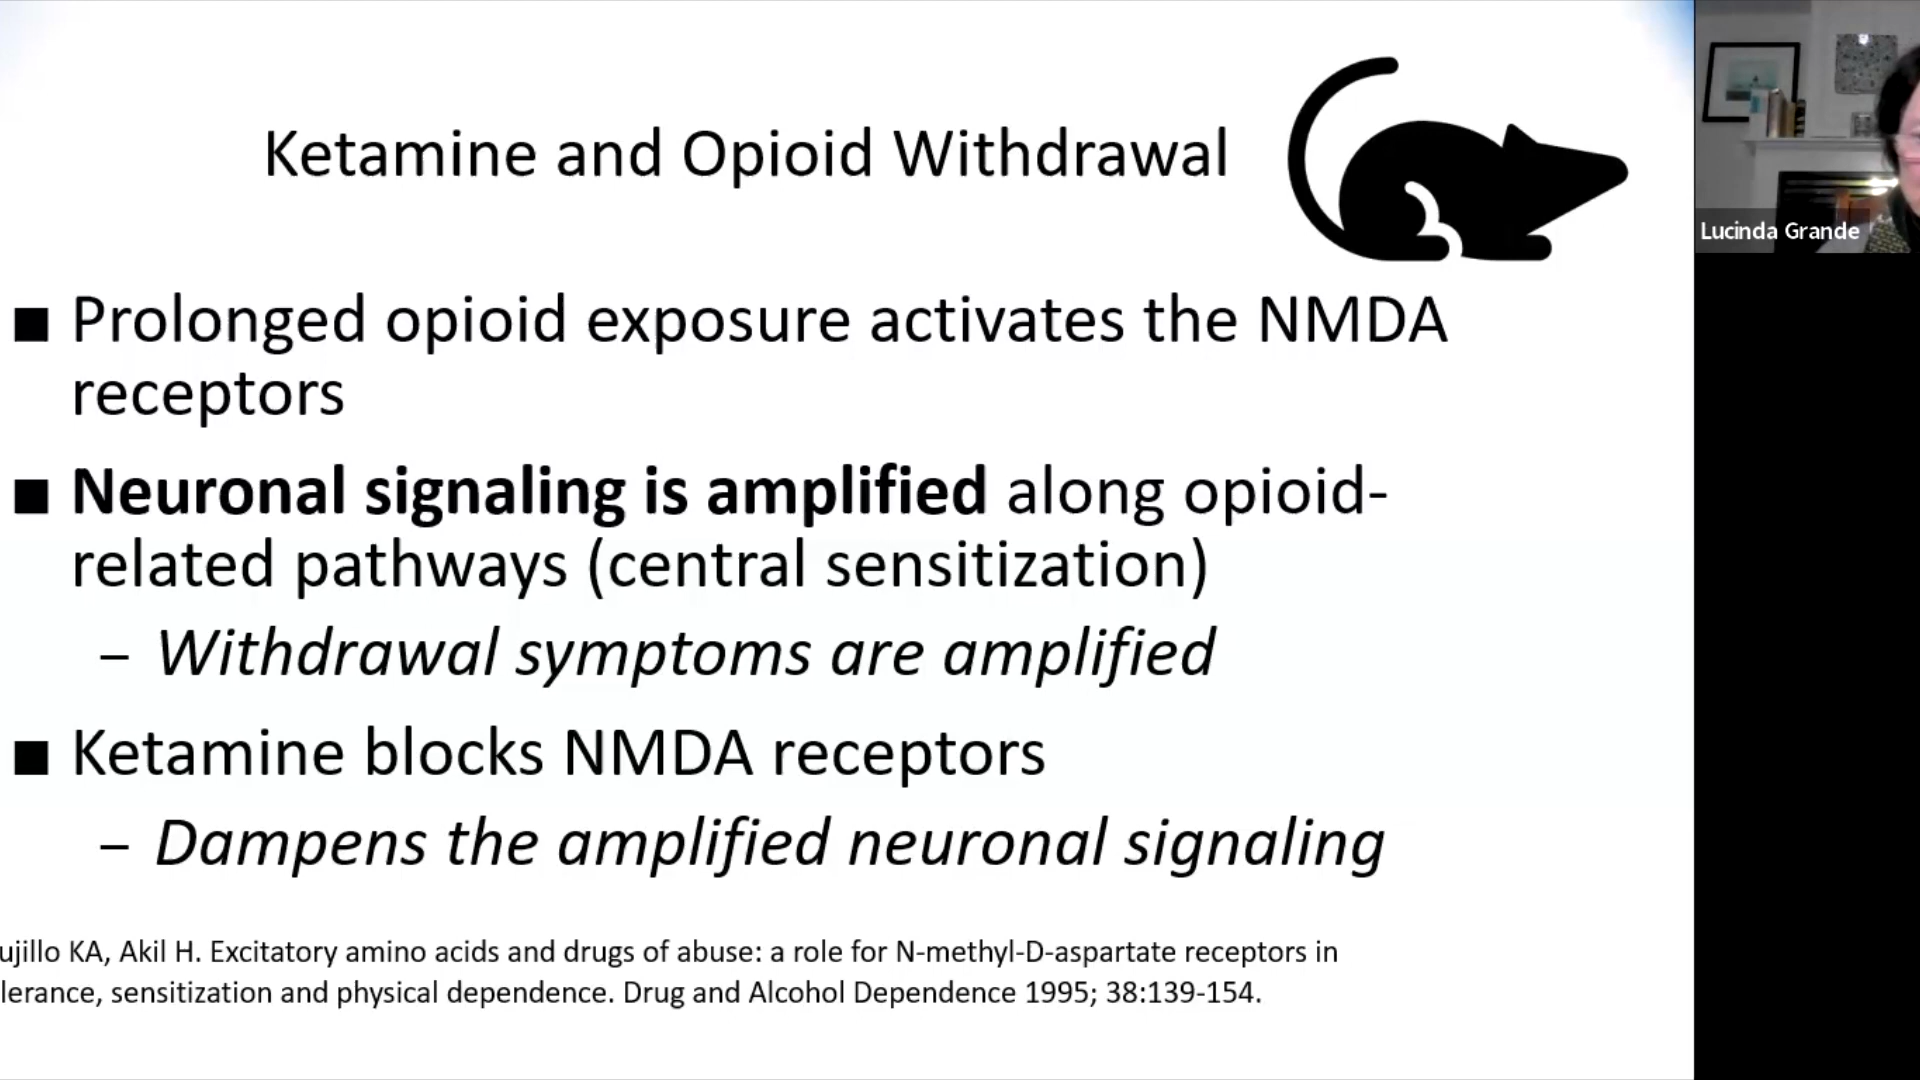 Ketamine and Opioid Withdrawal
Lucinda Grande
■ Prolonged opioid exposure activates the NMDA
receptors
■ Neuronal signaling is amplified along opioid-
related pathways (central sensitization)
– Withdrawal symptoms are amplified
■ Ketamine blocks NMDA receptors
– Dampens the amplified neuronal signaling
ujillo KA, Akil H. Excitatory amino acids and drugs of abuse: a role for N-methyl-D-aspartate receptors in
lerance, sensitization and physical dependence. Drug and Alcohol Dependence 1995; 38:139-154.